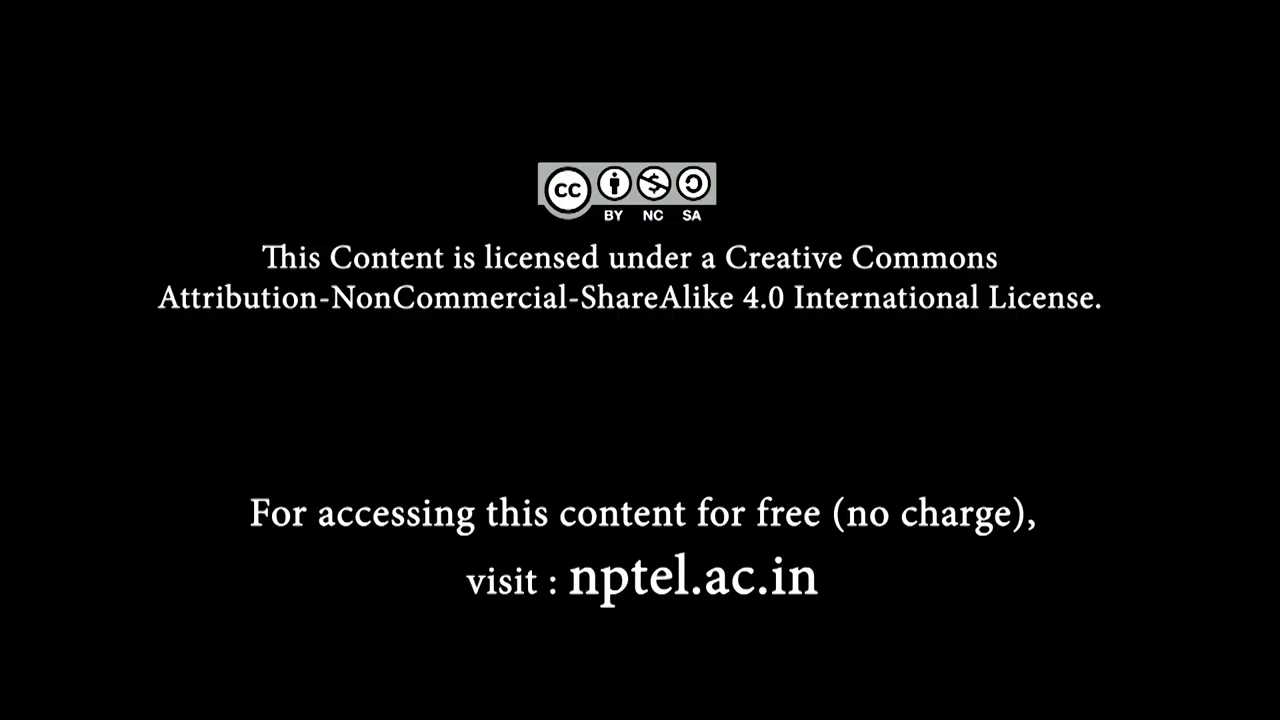 cc
BY NC SA
This Content is licensed under a Creative Commons
Attribution-NonCommercial-ShareAlike 4.0 International License.
For accessing this content for free (no charge),
visit : nptel.ac.in